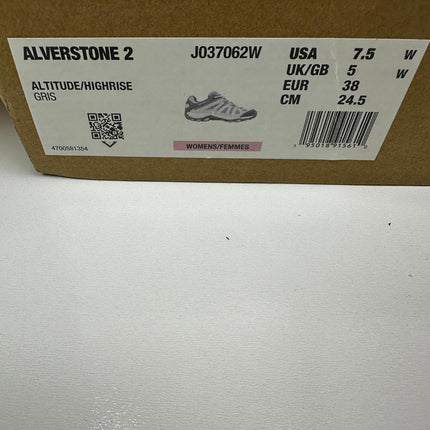 ALVERSTONE 2
J037062W
USA 7.5 W
UK/GB 5 W
EUR 38
CM 24.5
ALTITUDE/HIGHRISE
GRIS
4700581354
WOMENS/FEMMES